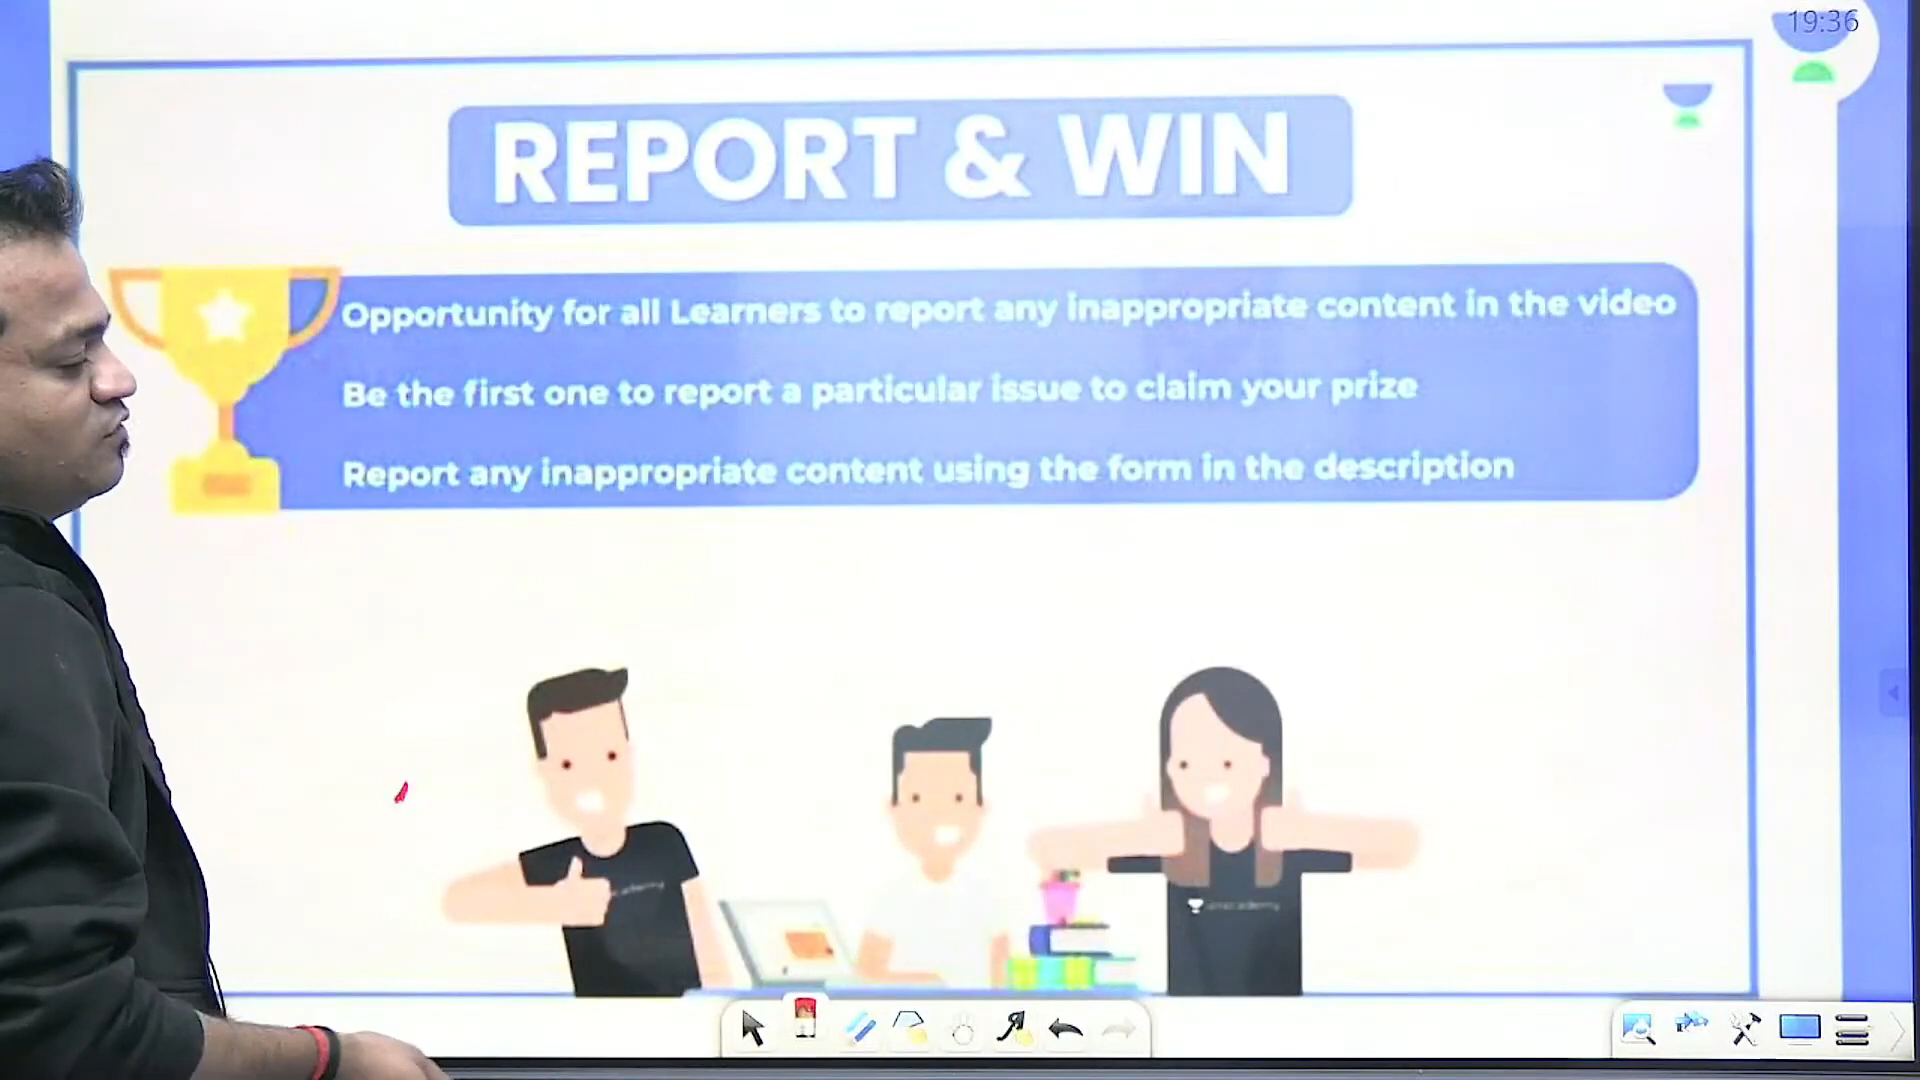 19:36
REPORT & WIN
Opportunity for all Learners to report any inappropriate content in the video
Be the first one to report a particular issue to claim your prize
Report any inappropriate content using the form in the description
unacademy